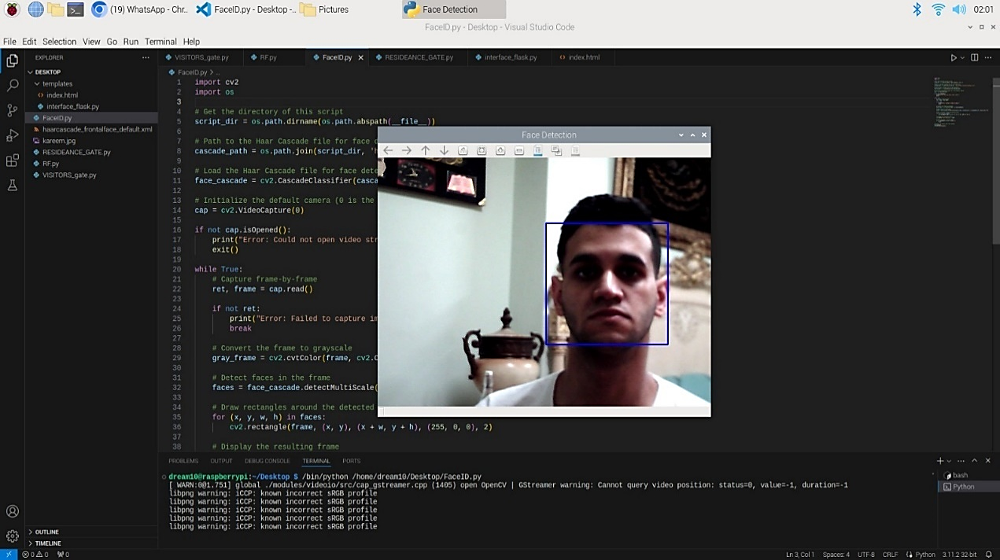 (19) WhatsApp - Chr..
FaceID.py - Desktop -..
Pictures
Face Detection
02:01
FaceID.py - Desktop - Visual Studio Code
File Edit Selection View Go Run Terminal Help
EXPLORER
DESKTOP
templates
index.html
interface_flask.py
FaceID.py
haarcascade_frontalface_default.xml
kareem.jpg
RESIDEANCE_GATE.py
RF.py
VISITORS_gate.py
OUTLINE
TIMELINE
VISITORS_gate.py RF.py FaceID.py RESIDEANCE_GATE.py interface_flask.py index.html
FaceID.py > ..
1 import cv2
2 import os
3
4 # Get the directory of this script
5 script_dir = os.path.dirname(os.path.abspath(__file__))
6
7 # Path to the Haar Cascade file for face d
8 cascade_path = os.path.join(script_dir, 'h
9
10 # Load the Haar Cascade file for face dete
11 face_cascade = cv2.CascadeClassifier(casca
12
13 # Initialize the default camera (0 is the
14 cap = cv2.VideoCapture(0)
15
16 if not cap.isOpened():
17 print("Error: Could not open video str
18 exit()
19
20 while True:
21 # Capture frame-by-frame
22 ret, frame = cap.read()
23
24 if not ret:
25 print("Error: Failed to capture im
26 break
27
28 # Convert the frame to grayscale
29 gray_frame = cv2.cvtColor(frame, cv2.C
30
31 # Detect faces in the frame
32 faces = face_cascade.detectMultiScale(
33
34 # Draw rectangles around the detected
35 for (x, y, w, h) in faces:
36 cv2.rectangle(frame, (x, y), (x + w, y + h), (255, 0, 0), 2)
37
38 # Display the resulting frame
Face Detection
PROBLEMS OUTPUT DEBUG CONSOLE TERMINAL PORTS
dream10@raspberrypi:~/Desktop $ /bin/python /home/dream10/Desktop/FaceID.py
[ WARN:0@1.751] global ./modules/videoio/src/cap_gstreamer.cpp (1405) open OpenCV | GStreamer warning: Cannot query video position: status=0, value=-1, duration=-1
libpng warning: iCCP: known incorrect sRGB profile
libpng warning: iCCP: known incorrect sRGB profile
libpng warning: iCCP: known incorrect sRGB profile
libpng warning: iCCP: known incorrect sRGB profile
libpng warning: iCCP: known incorrect sRGB profile
bash
Python
0 0 0 Ln 3, Col 1 Spaces: 4 UTF-8 CRLF Python 3.11.2 32-bit